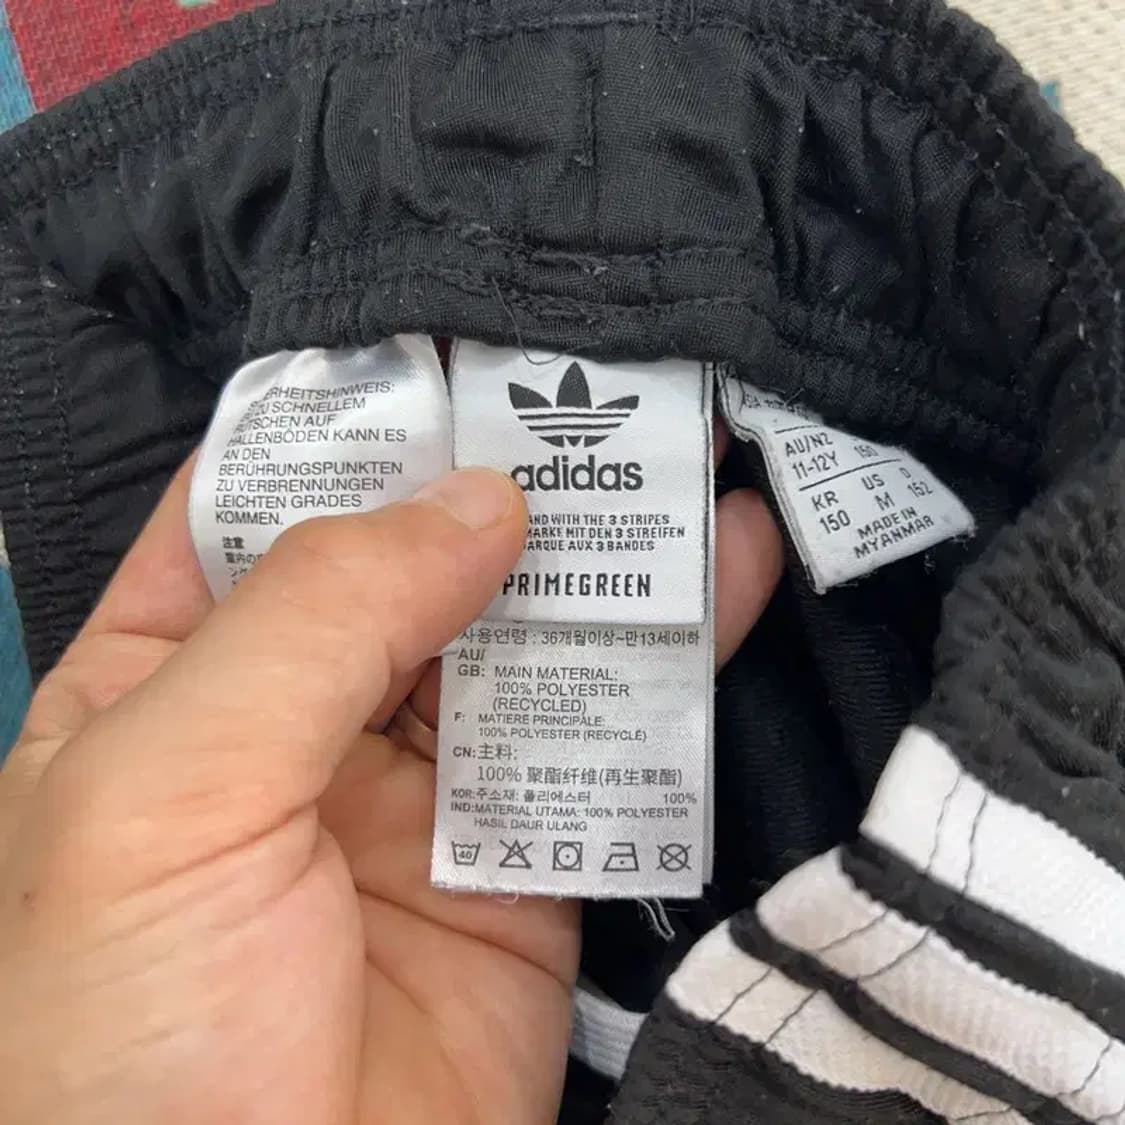 ERHEITSHINWEIS:
ZU SCHNELLEM
UTSCHEN AUF
HALLENBÖDEN KANN ES
AN DEN
BERÜHRUNGSPUNKTEN
ZU VERBRENNUNGEN
LEICHTEN GRADES
KOMMEN.
注意
adidas
AND WITH THE 3 STRIPES
MARKE MIT DEN 3 STREIFEN
ARQUE AUX 3 BANDES
PRIMEGREEN
사용연령 : 36개월이상~만13세이하
AU/
GB: MAIN MATERIAL:
100% POLYESTER
(RECYCLED)
F: MATIERE PRINCIPALE:
100% POLYESTER (RECYCLÉ)
CN:主料:
100% 聚酯纤维(再生聚酯)
KOR:주소재: 폴리에스터 100%
IND:MATERIAL UTAMA: 100% POLYESTER
HASIL DAUR ULANG
40
AU/NZ
11-12Y 150
KR US D
150 M 152
MADE IN
MYANMAR